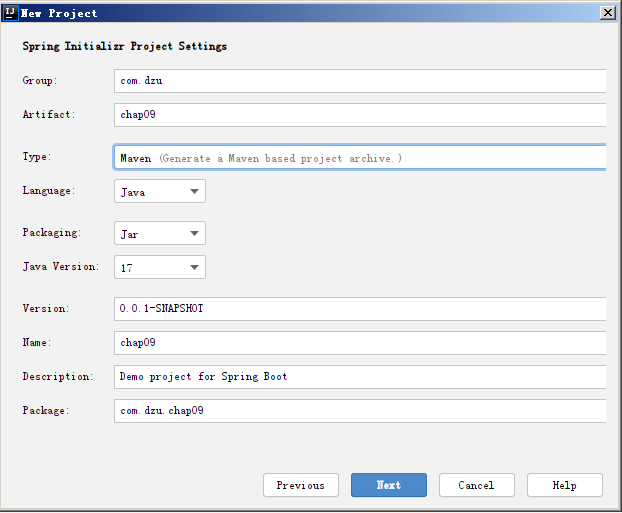 IJ New Project
Spring Initializr Project Settings
Group: com.dzu
Artifact: chap09
Type: Maven (Generate a Maven based project archive.)
Language: Java
Packaging: Jar
Java Version: 17
Version: 0.0.1-SNAPSHOT
Name: chap09
Description: Demo project for Spring Boot
Package: com.dzu.chap09
Previous Next Cancel Help